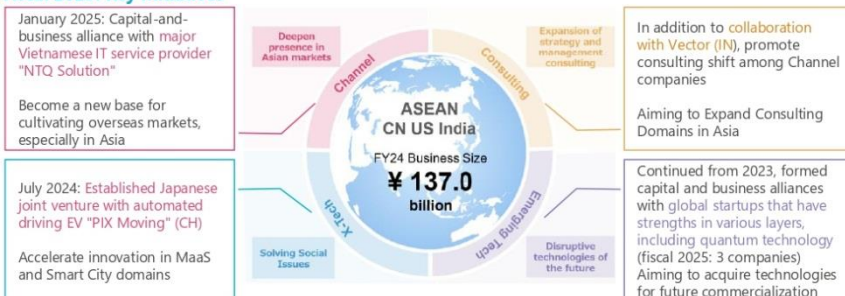 January 2025: Capital-and-
business alliance with major
Vietnamese IT service provider
"NTQ Solution"
Become a new base for
cultivating overseas markets,
especially in Asia
Deepen
presence in
Asian markets
Channel
Consulting
Expansion of
strategy and
management
consulting
In addition to collaboration
with Vector (IN), promote
consulting shift among Channel
companies
Aiming to Expand Consulting
Domains in Asia
ASEAN
CN US India
FY24 Business Size
¥ 137.0
billion
July 2024: Established Japanese
joint venture with automated
driving EV "PIX Moving" (CH)
Accelerate innovation in MaaS
and Smart City domains
Solving Social
Issues
X-Tech
Emerging Tech
Disruptive
technologies of
the future
Continued from 2023, formed
capital and business alliances
with global startups that have
strengths in various layers,
including quantum technology
(fiscal 2025: 3 companies)
Aiming to acquire technologies
for future commercialization